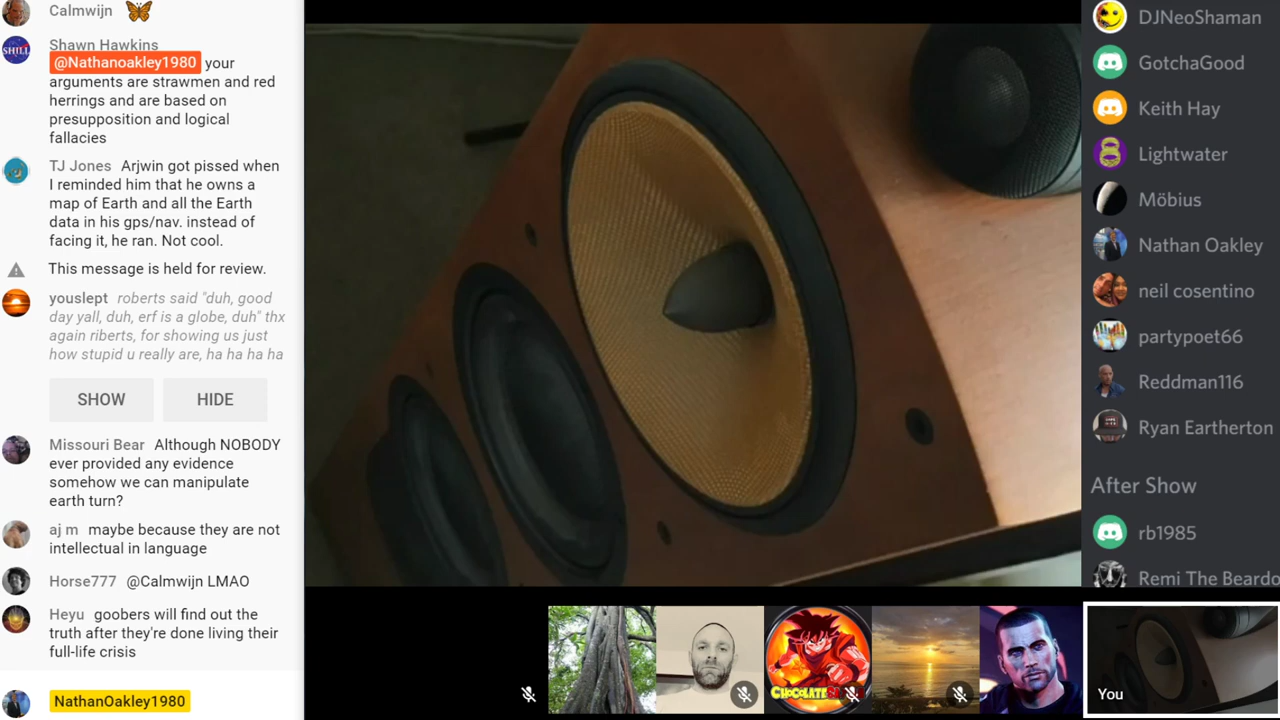 Calmwijn
Shawn Hawkins
SHILL
@Nathanoakley1980 your
arguments are strawmen and red
herrings and are based on
presupposition and logical
fallacies
TJ Jones Arjwin got pissed when
I reminded him that he owns a
map of Earth and all the Earth
data in his gps/nav. instead of
facing it, he ran. Not cool.
This message is held for review.
youslept roberts said "duh, good
day yall, duh, erf is a globe, duh" thx
again riberts, for showing us just
how stupid u really are, ha ha ha ha
SHOW HIDE
Missouri Bear Although NOBODY
ever provided any evidence
somehow we can manipulate
earth turn?
aj m maybe because they are not
intellectual in language
Horse777 @Calmwijn LMAO
Heyu goobers will find out the
truth after they're done living their
full-life crisis
NathanOakley1980
DJNeoShaman
GotchaGood
Keith Hay
Lightwater
Möbius
Nathan Oakley
neil cosentino
partypoet66
Reddman116
Ryan Eartherton
After Show
rb1985
Remi The Beardo
You